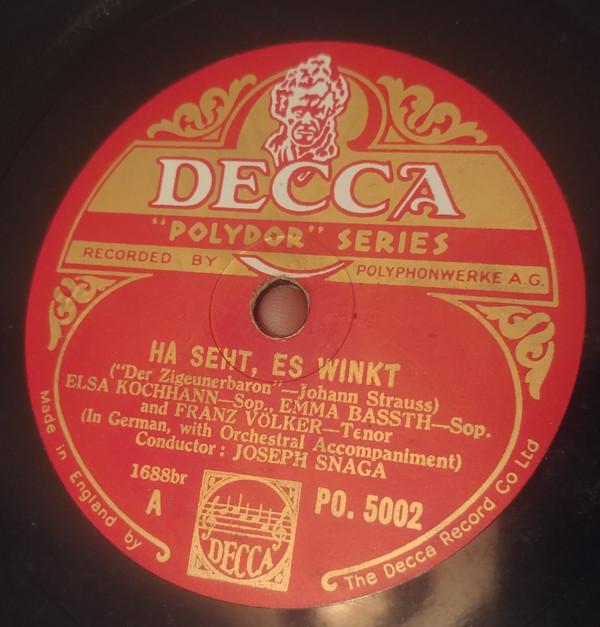 DECCA
"POLYDOR" SERIES
RECORDED BY POLYPHONWERKE A.G.
HA SEHT, ES WINKT
("Der Zigeunerbaron"—Johann Strauss)
ELSA KOCHHANN—Sop., EMMA BASSTH—Sop.
and FRANZ VÖLKER—Tenor
(In German, with Orchestral Accompaniment)
Conductor: JOSEPH SNAGA
1688br
A
PO. 5002
DECCA
Made in England by
The Decca Record Co Ltd